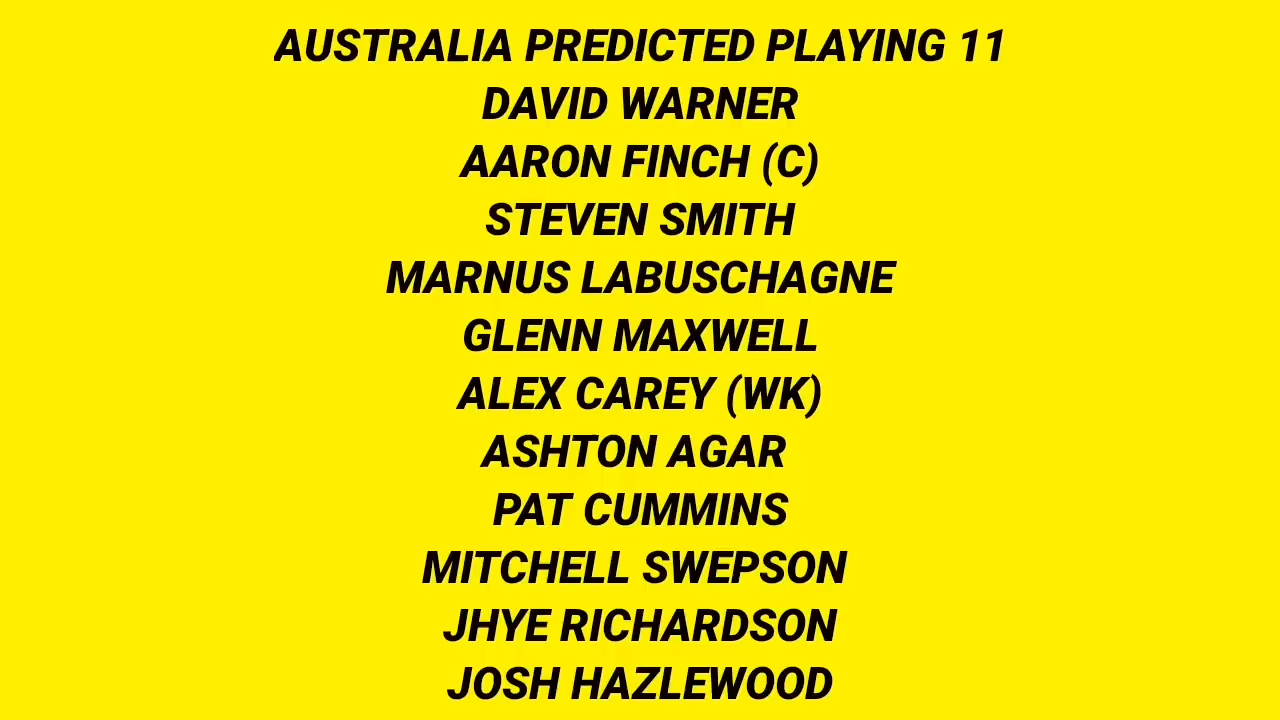 AUSTRALIA PREDICTED PLAYING 11
DAVID WARNER
AARON FINCH (C)
STEVEN SMITH
MARNUS LABUSCHAGNE
GLENN MAXWELL
ALEX CAREY (WK)
ASHTON AGAR
PAT CUMMINS
MITCHELL SWEPSON
JHYE RICHARDSON
JOSH HAZLEWOOD